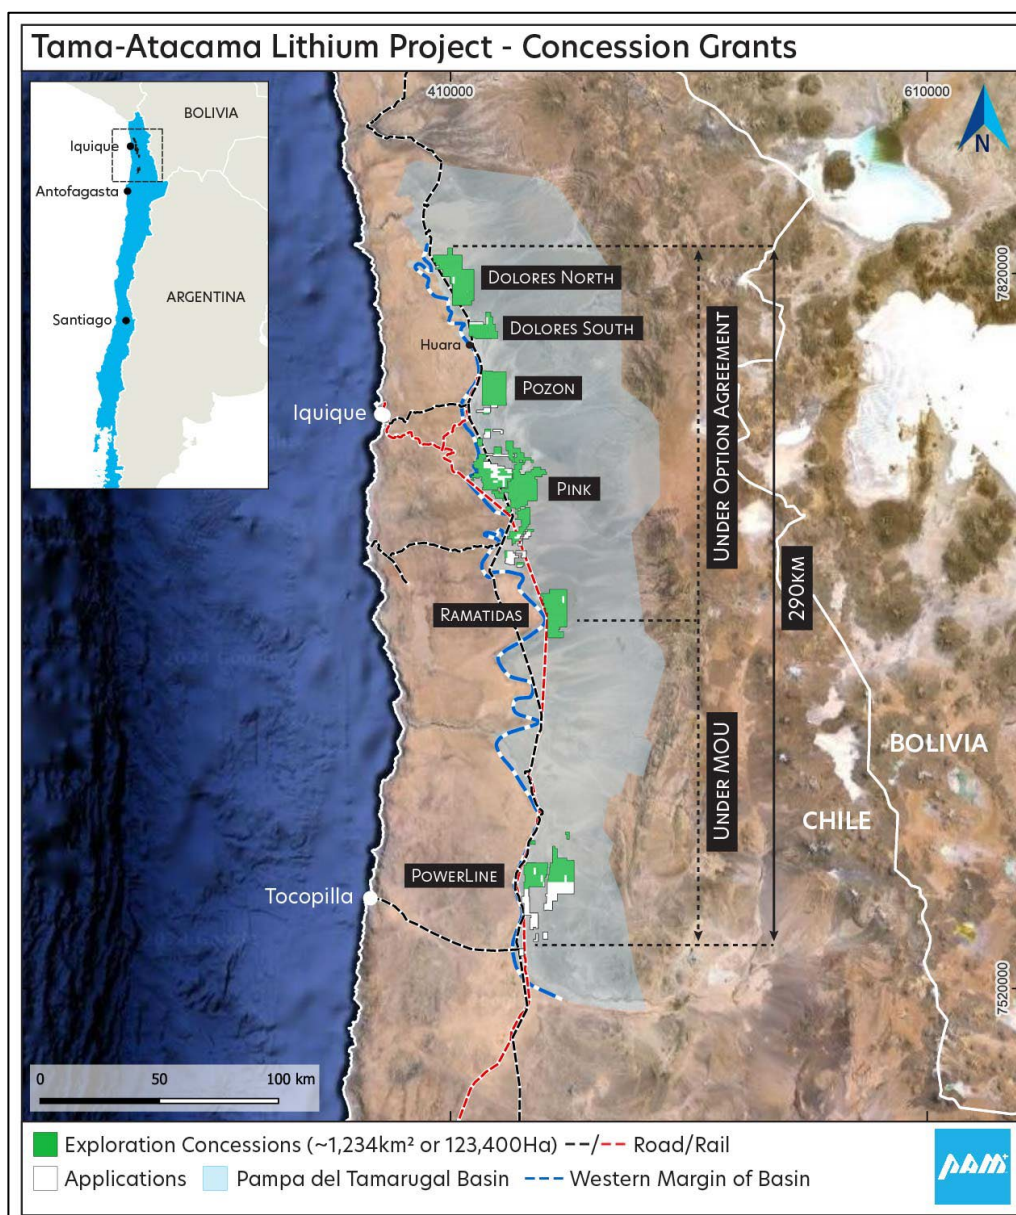 Tama-Atacama Lithium Project - Concession Grants
BOLIVIA
Iquique
Antofagasta
ARGENTINA
Santiago
410000
610000
N
7820000
DOLORES NORTH
DOLORES SOUTH
Huara
POZON
Iquique
PINK
UNDER OPTION AGREEMENT
290KM
RAMATIDAS
UNDER MOU
BOLIVIA
CHILE
POWERLINE
Tocopilla
7520000
0 50 100 km
Exploration Concessions (~1,234km² or 123,400Ha) / Road/Rail
Applications Pampa del Tamarugal Basin Western Margin of Basin
PAM+